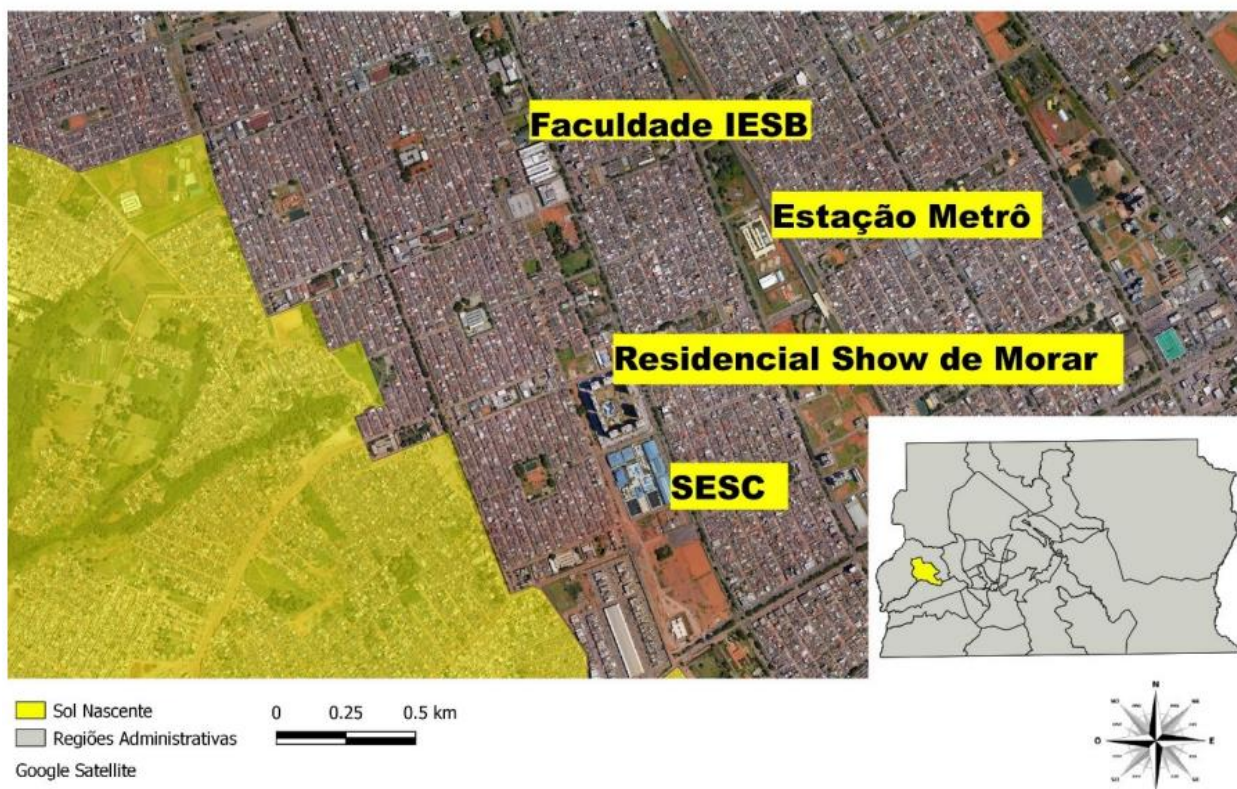 Faculdade IESB
Estação Metrô
Residencial Show de Morar
SESC
Sol Nascente
0 0.25 0.5 km
Regiões Administrativas
Google Satellite
N
E
O